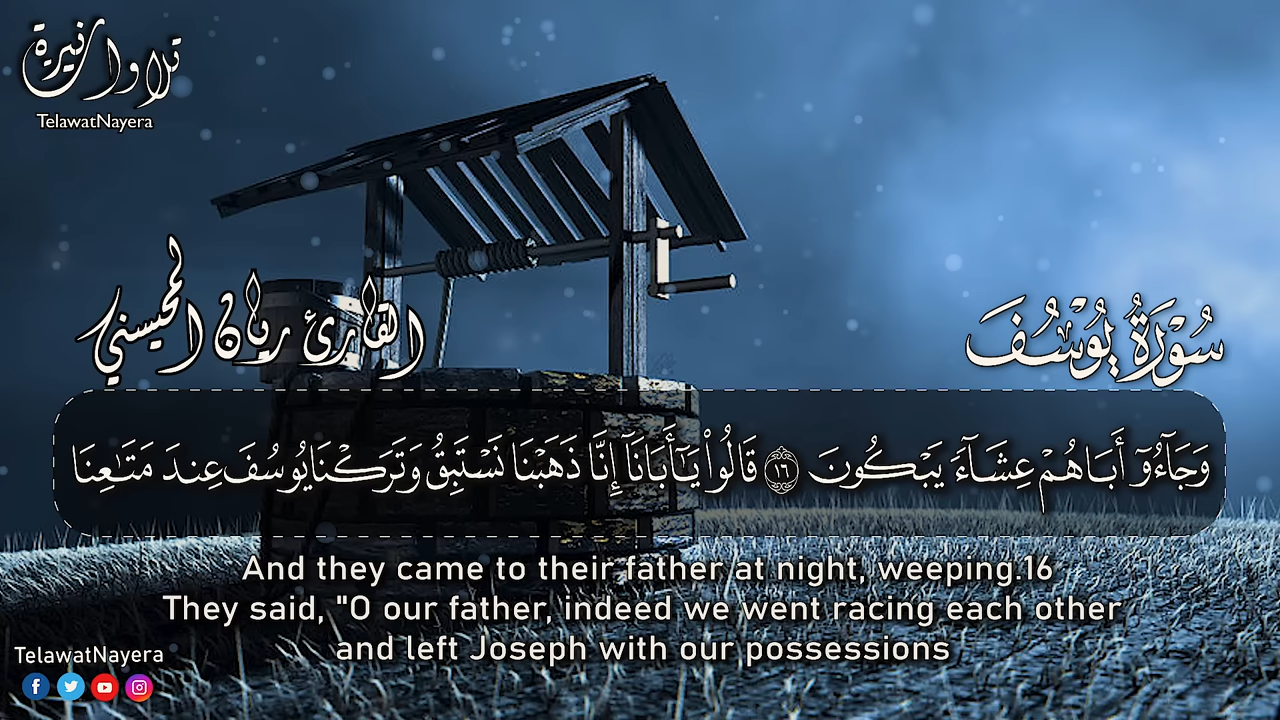 تلاوات نيرة
TelawatNayera
القارئ ريان المحيسني
سُورَةُ يُوسُفَ
وَجَآءُوٓ أَبَاهُمْ عِشَآءً يَبْكُونَ ١٦ قَالُوا۟ يَـٰٓأَبَانَآ إِنَّا ذَهَبْنَا نَسْتَبِقُ وَتَرَكْنَا يُوسُفَ عِندَ مَتَـٰعِنَا
And they came to their father at night, weeping.16
They said, "O our father, indeed we went racing each other
and left Joseph with our possessions
TelawatNayera